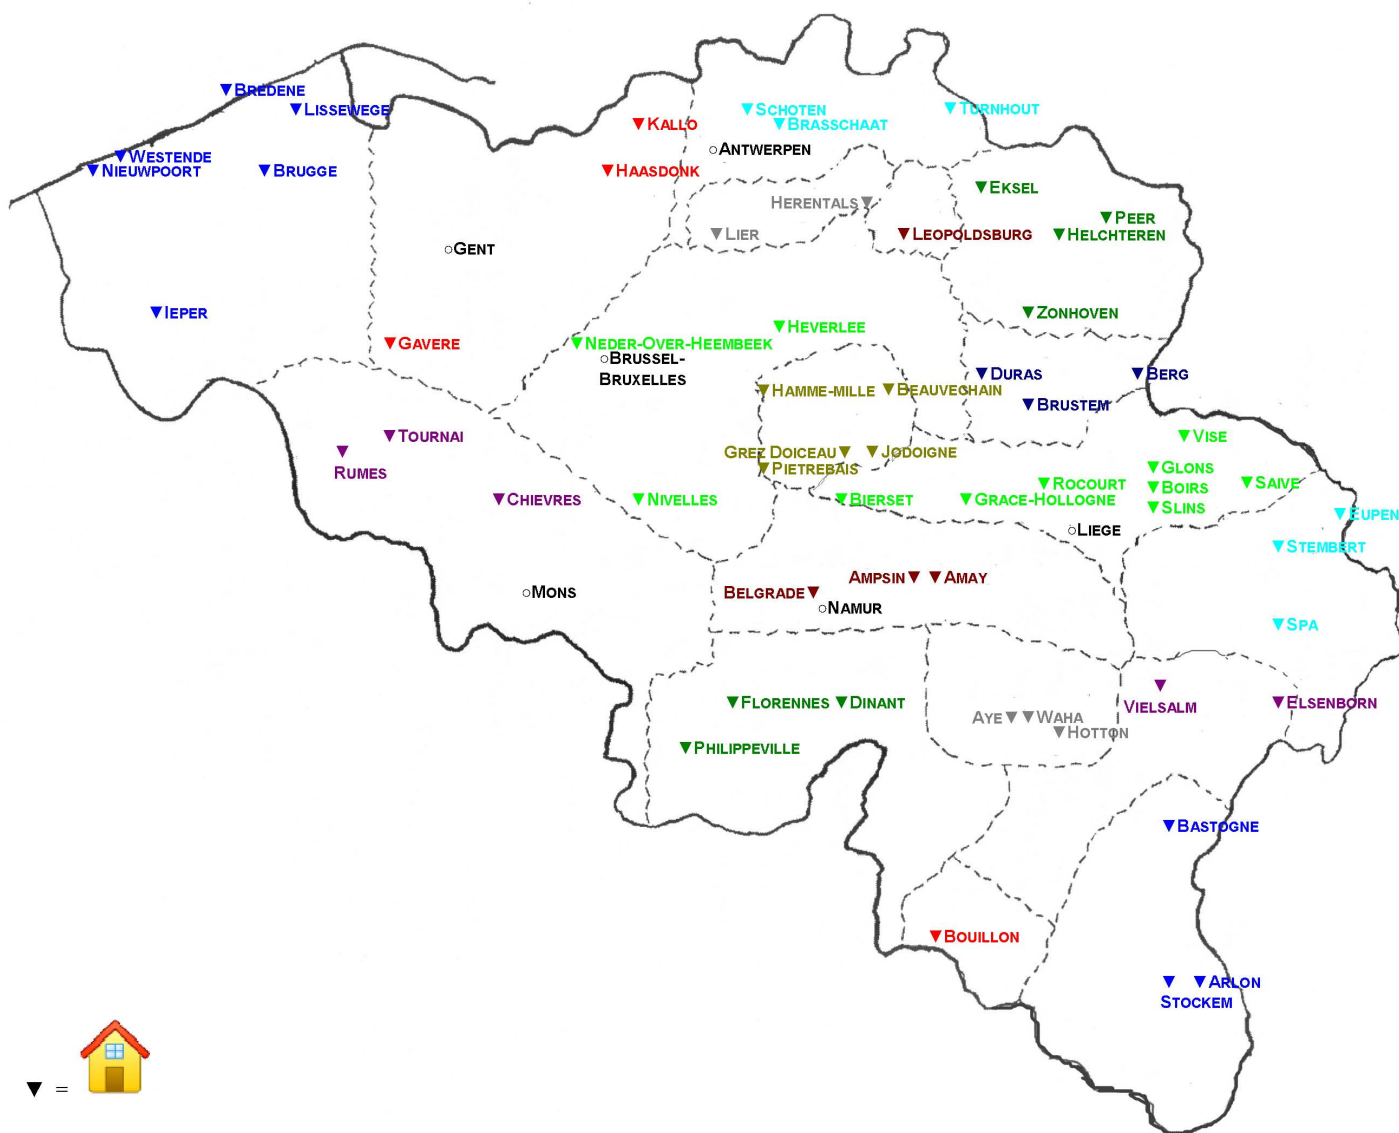 Bredene
Lissewege
Kallo
Schoten
Brasschaat
Turnhout
Antwerpen
Westende
Nieuwpoort
Brugge
Haasdonk
Eksel
Herentals
Peer
Lier
Leopoldsburg
Helchteren
Gent
Ieper
Zonhoven
Heverlee
Gavere
Neder-Over-Heembeek
Brussel-
Bruxelles
Duras
Berg
Hamme-Mille
Beauvechain
Brustem
Tournai
Vise
Rumes
Grez Doiceau
Jodoigne
Pietrebais
Glons
Rocourt
Boirs
Saive
Chievres
Nivelles
Bierset
Grace-Hollogne
Slins
Eupen
Liege
Stembert
Ampsin
Amay
Mons
Belgrade
Namur
Spa
Florennes
Dinant
Vielsalm
Elsenborn
Aye
Waha
Hotton
Philippeville
Bastogne
Bouillon
Arlon
Stockem
=